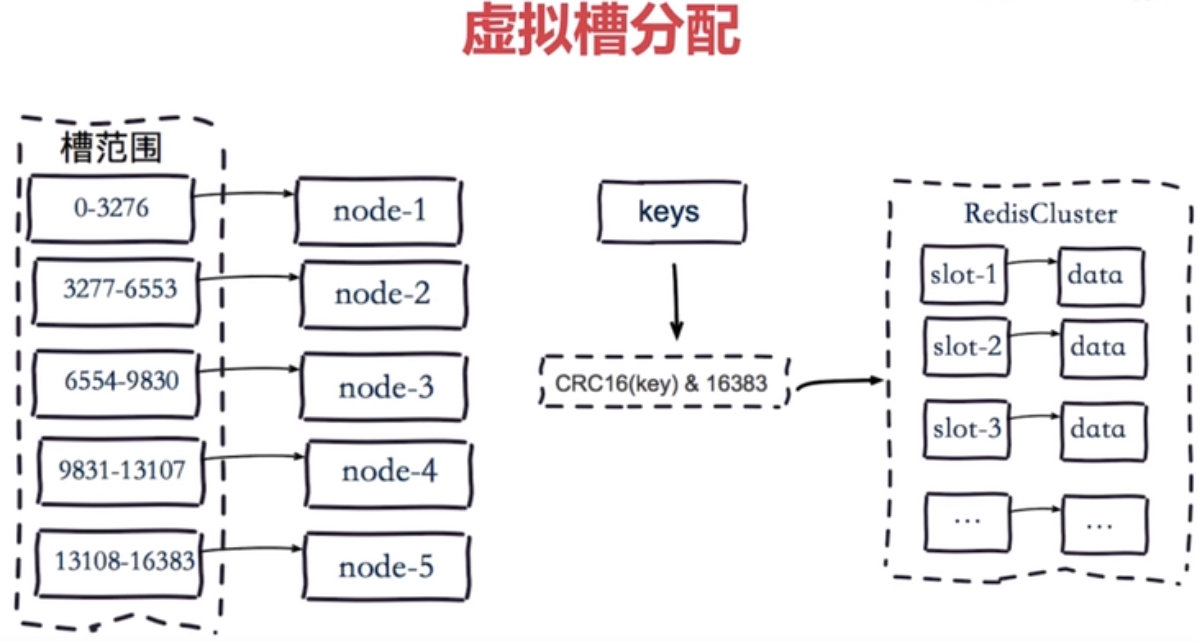 虚拟槽分配
槽范围
0-3276
node-1
3277-6553
node-2
6554-9830
node-3
9831-13107
node-4
13108-16383
node-5
keys
CRC16(key) & 16383
RedisCluster
slot-1
data
slot-2
data
slot-3
data
...
...